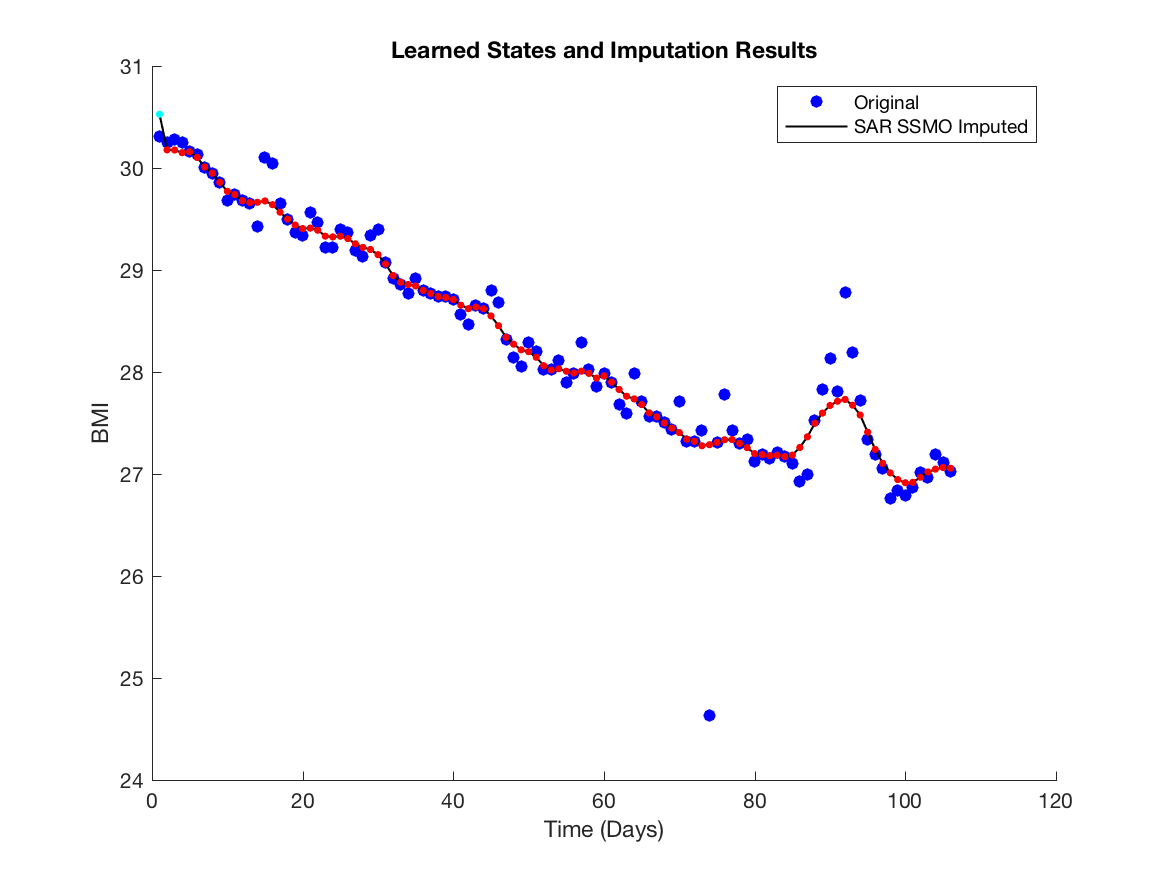 Learned States and Imputation Results
Original
SAR SSMO Imputed
31
30
29
28
27
26
25
24
BMI
0 20 40 60 80 100 120
Time (Days)